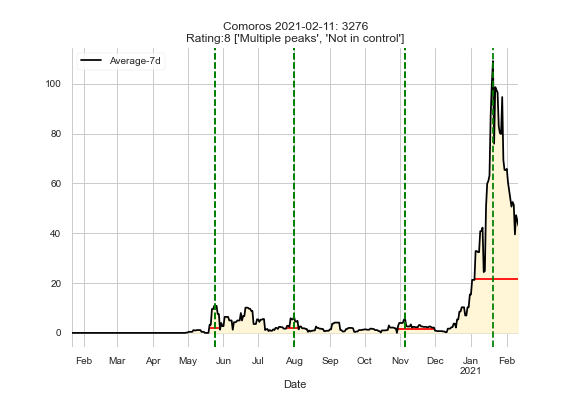 Comoros 2021-02-11: 3276
Rating:8 ['Multiple peaks', 'Not in control']
Average-7d
100
80
60
40
20
0
Feb Mar Apr May Jun Jul Aug Sep Oct Nov Dec Jan Feb
2021
Date